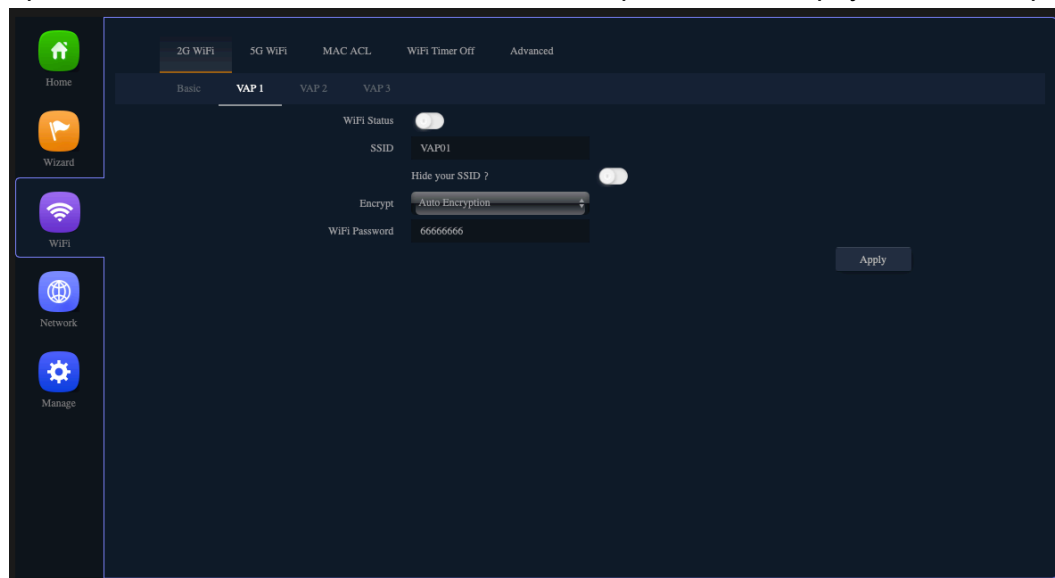 2G WiFi 5G WiFi MAC ACL WiFi Timer Off Advanced
Home
Basic VAP 1 VAP 2 VAP 3
WiFi Status
SSID VAP01
Wizard
Hide your SSID ?
Encrypt Auto Encryption
WiFi Password 66666666
WiFi
Apply
Network
Manage